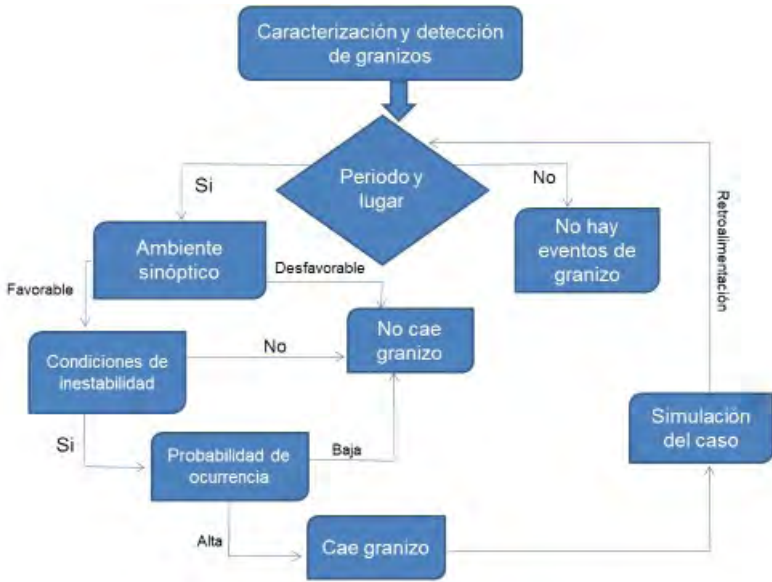 Caracterización y detección
de granizos
Periodo y
lugar
Si
No
Ambiente
sinóptico
No hay
eventos de
granizo
Retroalimentación
Favorable
Desfavorable
No cae
granizo
Condiciones de
inestabilidad
No
Simulación
del caso
Si
Probabilidad de
ocurrencia
Baja
Alta
Cae granizo